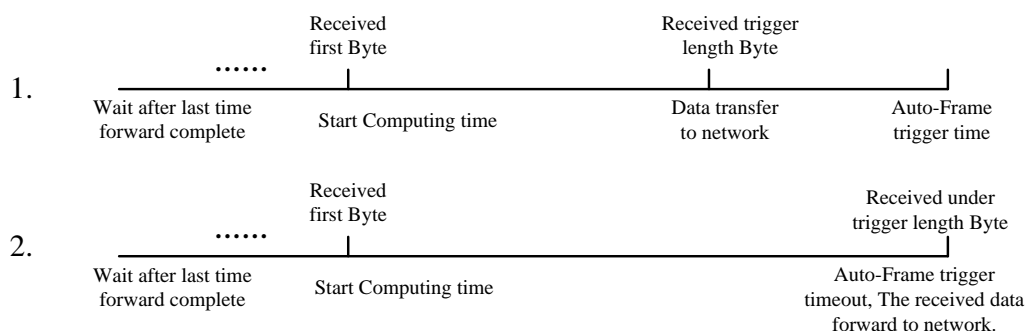 Received
first Byte
Received trigger
length Byte
......
1.
Wait after last time
forward complete
Start Computing time
Data transfer
to network
Auto-Frame
trigger time
Received
first Byte
Received under
trigger length Byte
......
2.
Wait after last time
forward complete
Start Computing time
Auto-Frame trigger
timeout, The received data
forward to network.